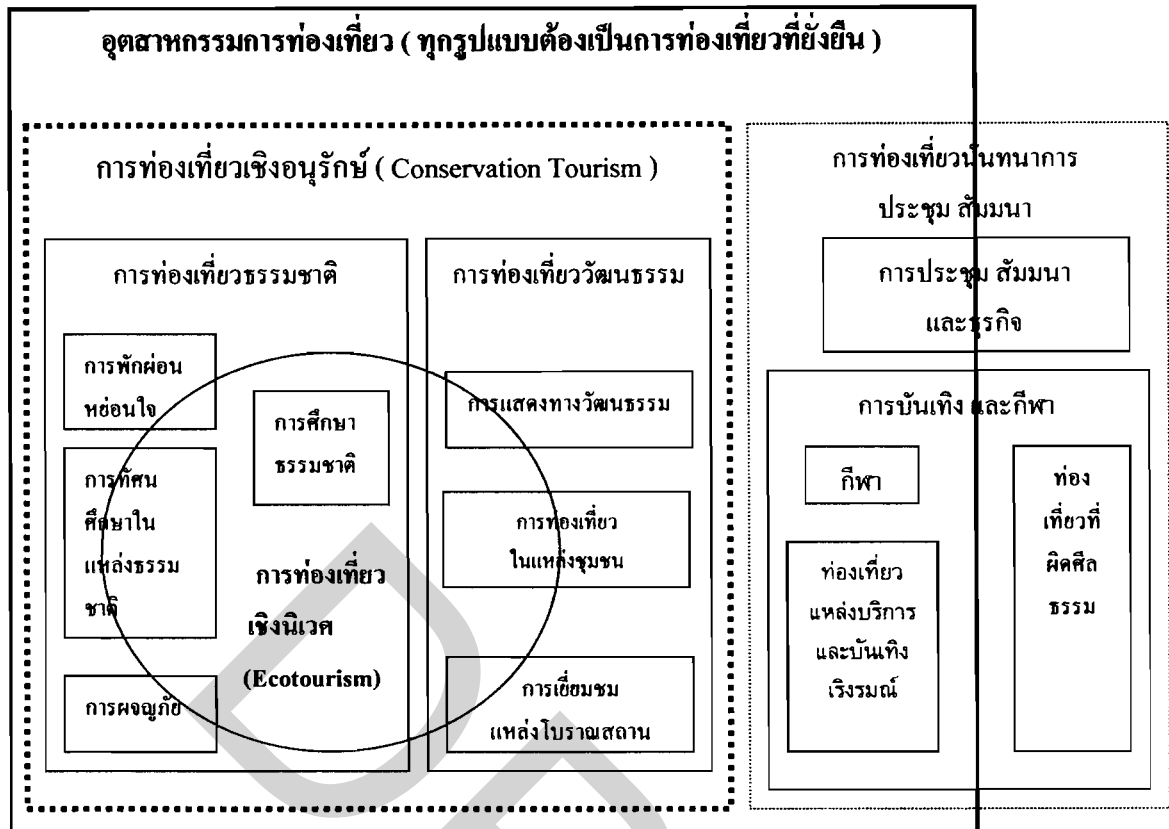 อุตสาหกรรมการท่องเที่ยว ( ทุกรูปแบบต้องเป็นการท่องเที่ยวที่ยั่งยืน )
การท่องเที่ยวเชิงอนุรักษ์ ( Conservation Tourism )
การท่องเที่ยวธรรมชาติ
การพักผ่อน
หย่อนใจ
การศึกษา
ธรรมชาติ
การทัศน
ศึกษาใน
แหล่งธรรม
ชาติ
การท่องเที่ยว
เชิงนิเวศ
(Ecotourism)
การผจญภัย
การท่องเที่ยววัฒนธรรม
การแสดงทางวัฒนธรรม
การท่องเที่ยว
ในแหล่งชุมชน
การเยี่ยมชม
แหล่งโบราณสถาน
การท่องเที่ยวนันทนาการ
ประชุม สัมมนา
การประชุม สัมมนา
และธุรกิจ
การบันเทิง และกีฬา
กีฬา
ท่องเที่ยว
แหล่งบริการ
และบันเทิง
เริงรมณ์
ท่อง
เที่ยวที่
ผิดศีล
ธรรม